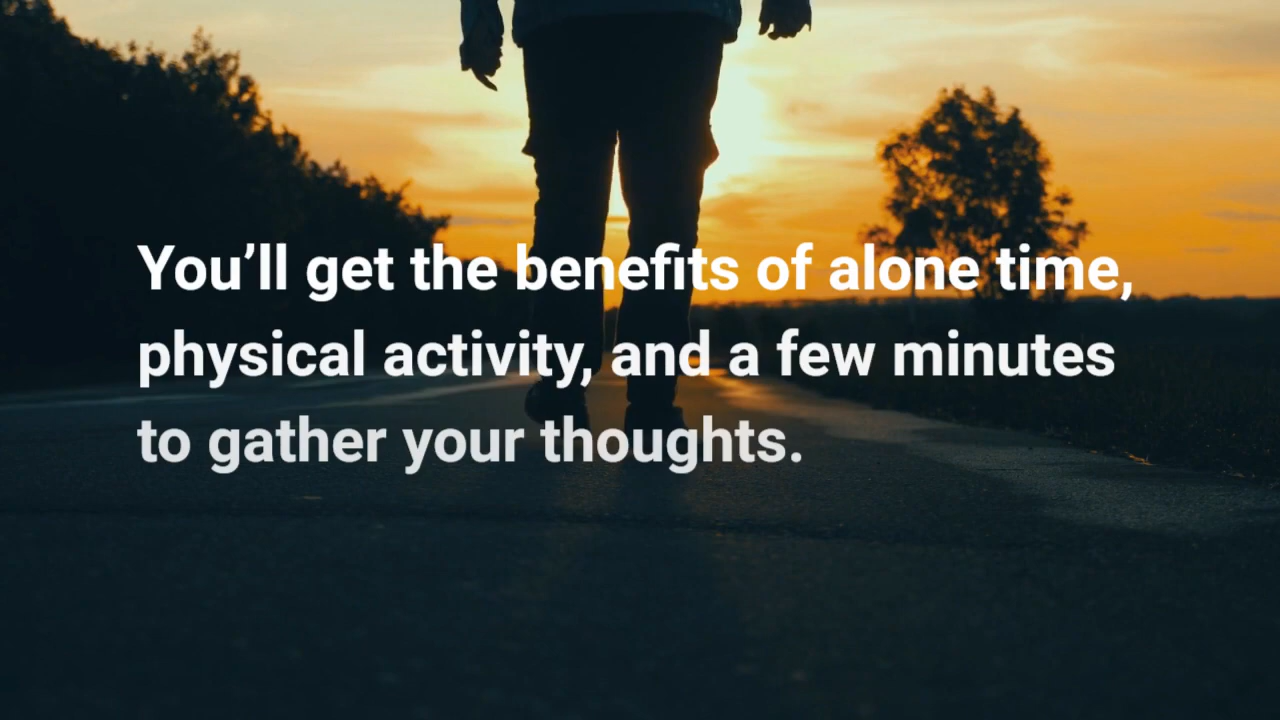 You’ll get the benefits of alone time,
physical activity, and a few minutes
to gather your thoughts.